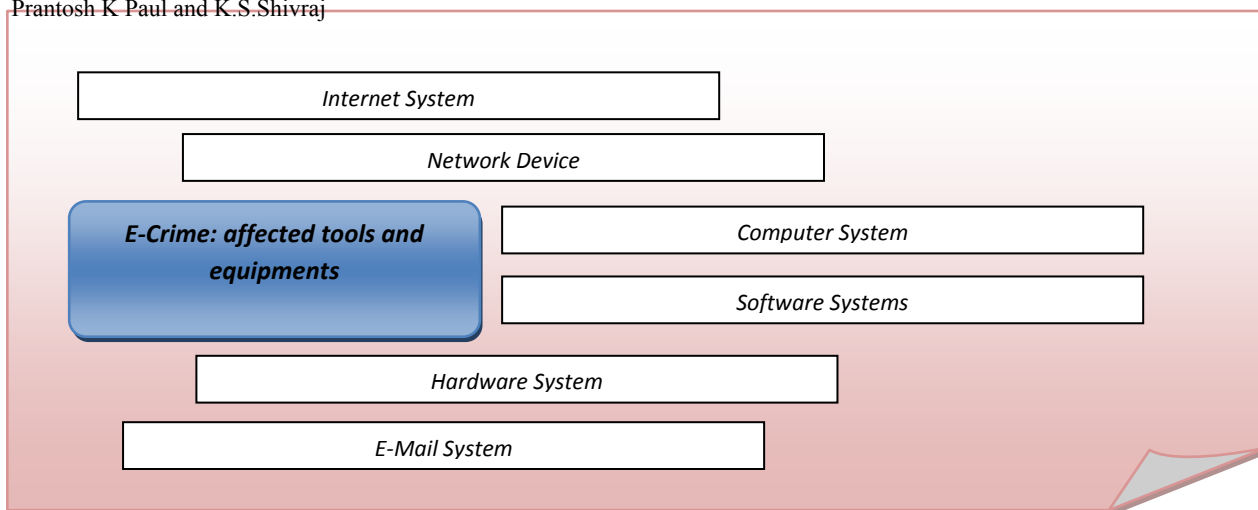 Prantosh K Paul and K.S.Shivraj
Internet System
Network Device
E-Crime: affected tools and
equipments
Computer System
Software Systems
Hardware System
E-Mail System